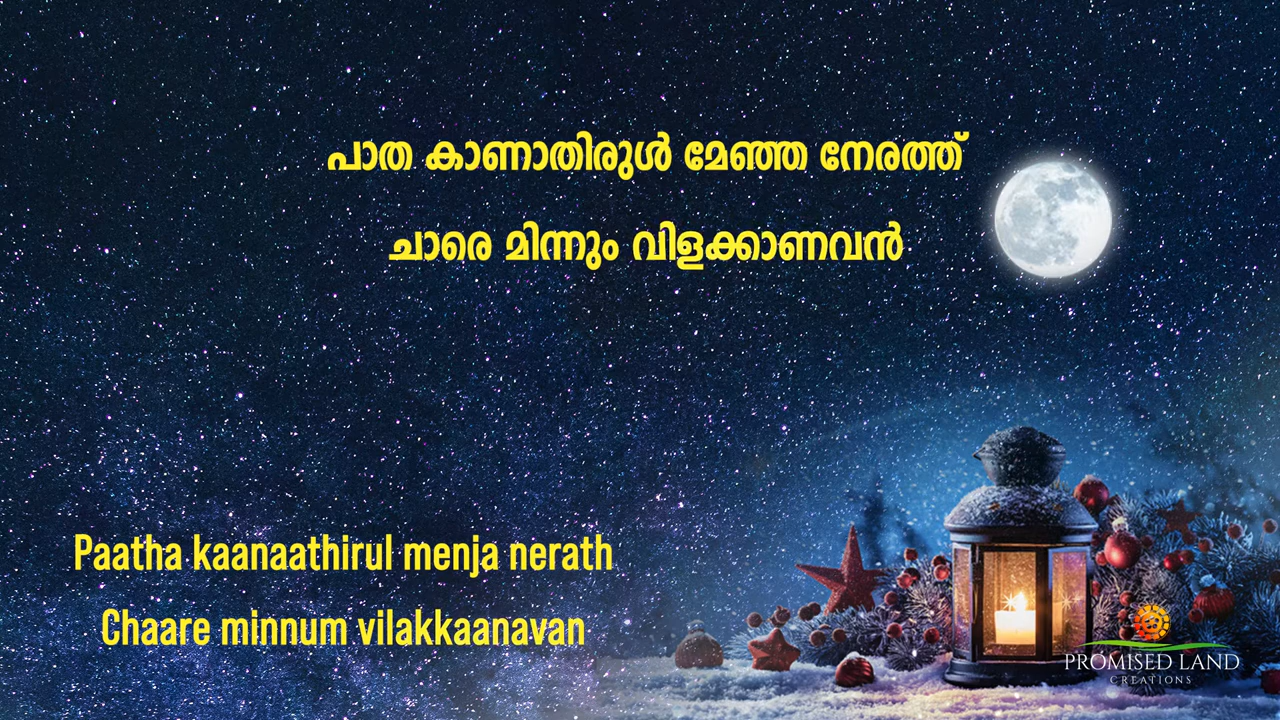 പാത കാണാതിരുൾ മേഞ്ഞ നേരത്ത്
ചാരെ മിന്നും വിളക്കാണവൻ
Paatha kaanaathirul menja nerath
Chaare minnum vilakkaanavan
PROMISED LAND
CREATIONS